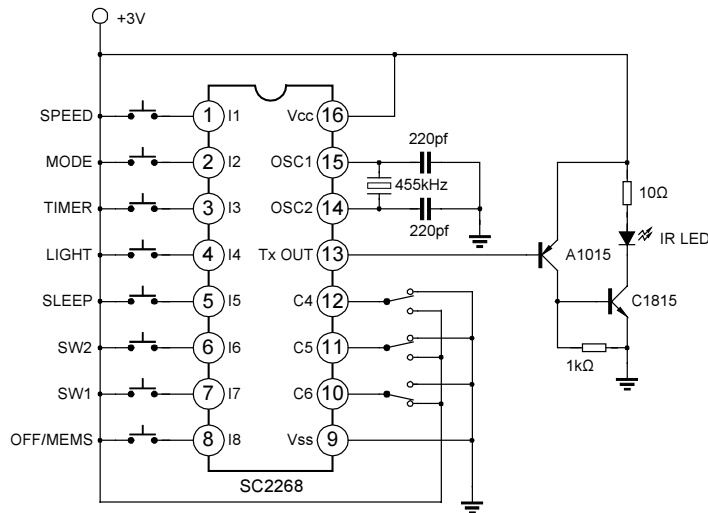 +3V
SPEED 1 I1 Vcc 16
220pf
MODE 2 I2 OSC1 15
455kHz
10Ω
TIMER 3 I3 OSC2 14
220pf
IR LED
LIGHT 4 I4 Tx OUT 13
A1015
SLEEP 5 I5 C4 12
C1815
SW2 6 I6 C5 11
1kΩ
SW1 7 I7 C6 10
OFF/MEMS 8 I8 Vss 9
SC2268